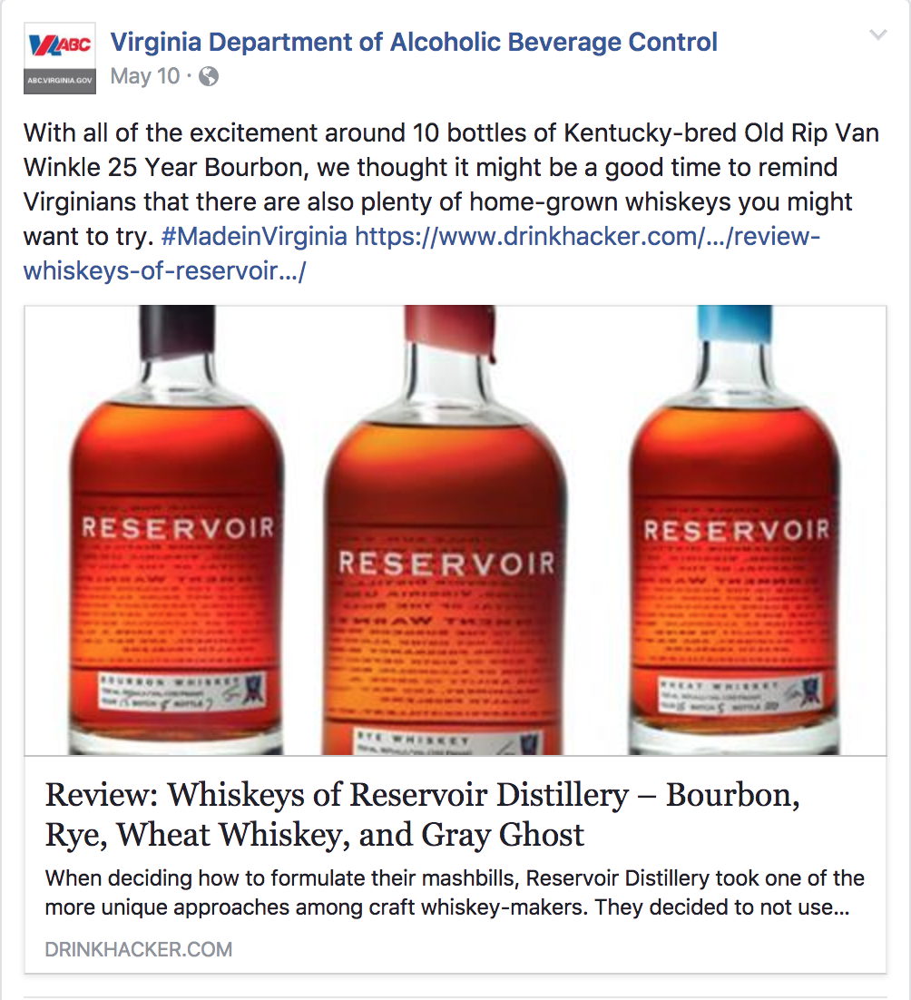 ABC
ABC.VIRGINIA.GOV
Virginia Department of Alcoholic Beverage Control
May 10 ·
With all of the excitement around 10 bottles of Kentucky-bred Old Rip Van
Winkle 25 Year Bourbon, we thought it might be a good time to remind
Virginians that there are also plenty of home-grown whiskeys you might
want to try. #MadeinVirginia https://www.drinkhacker.com/.../review-
whiskeys-of-reservoir.../
RESERVOIR
RESERVOIR
RESERVOIR
BOURBON WHISKEY
WHEAT WHISKEY
RYE WHISKEY
Review: Whiskeys of Reservoir Distillery – Bourbon,
Rye, Wheat Whiskey, and Gray Ghost
When deciding how to formulate their mashbills, Reservoir Distillery took one of the
more unique approaches among craft whiskey-makers. They decided to not use...
DRINKHACKER.COM